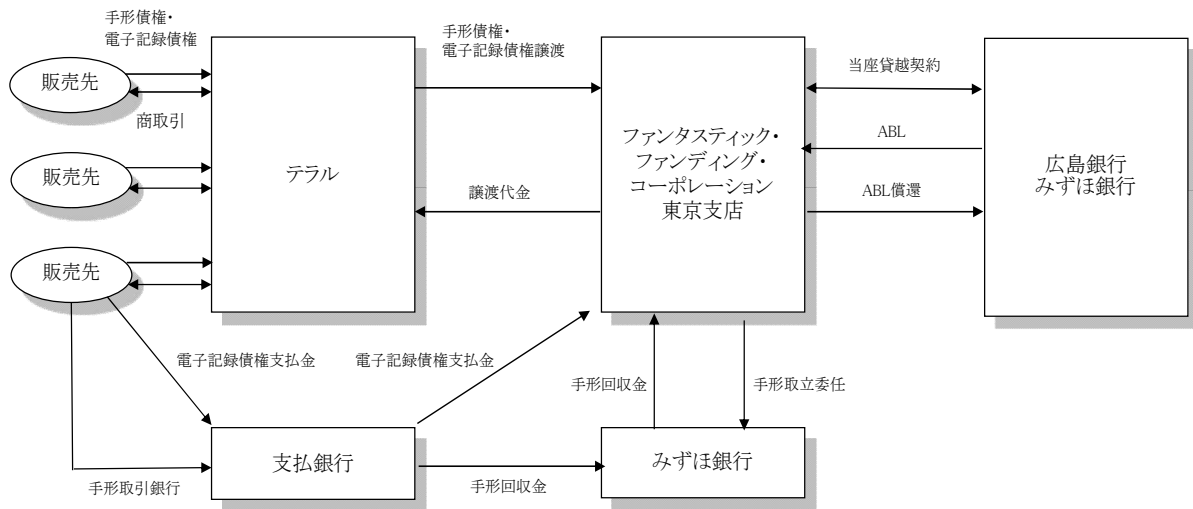 手形債権・
電子記録債権
販売先
商取引
販売先
販売先
テラル
手形債権・
電子記録債権譲渡
譲渡代金
ファンタスティック・
ファンディング・
コーポレーション
東京支店
当座貸越契約
ABL
ABL償還
広島銀行
みずほ銀行
電子記録債権支払金
電子記録債権支払金
手形回収金
手形取立委任
支払銀行
みずほ銀行
手形取引銀行
手形回収金